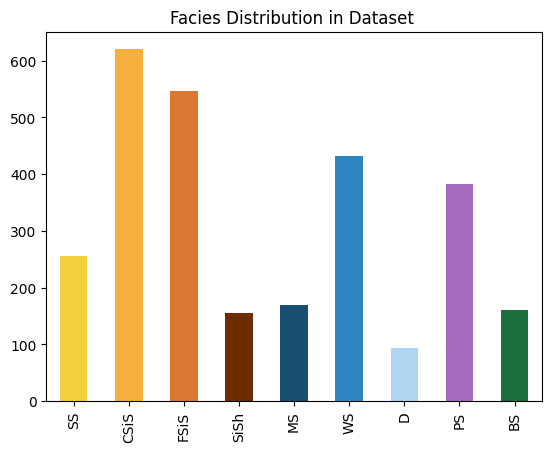 Facies Distribution in Dataset
600
500
400
300
200
100
0
SS
CSiS
FSiS
SiSh
MS
WS
D
PS
BS